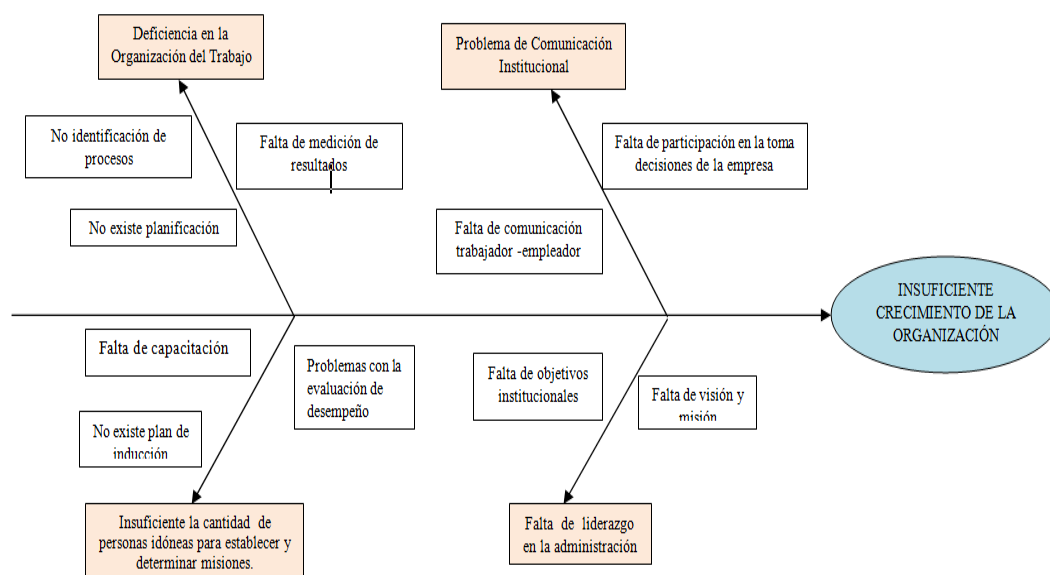 Deficiencia en la
Organización del Trabajo
Problema de Comunicación
Institucional
No identificación de
procesos
Falta de medición de
resultados
Falta de participación en la toma
decisiones de la empresa
No existe planificación
Falta de comunicación
trabajador -empleador
INSUFICIENTE
CRECIMIENTO DE LA
ORGANIZACIÓN
Falta de capacitación
Problemas con la
evaluación de
desempeño
Falta de objetivos
institucionales
Falta de visión y
misión
No existe plan de
inducción
Insuficiente la cantidad de
personas idóneas para establecer y
determinar misiones.
Falta de liderazgo
en la administración